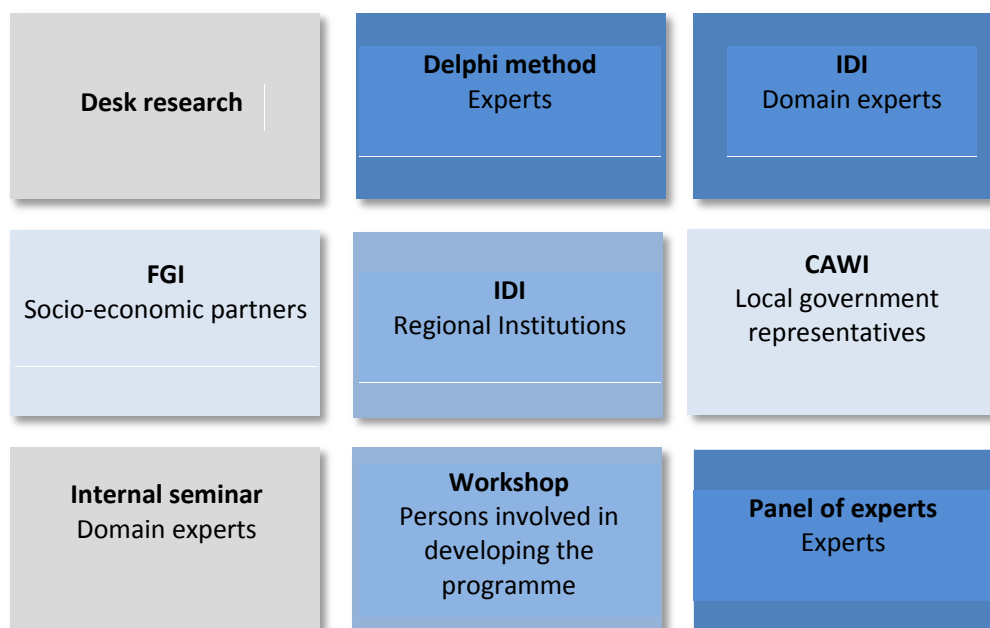 Desk research
Delphi method
Experts
IDI
Domain experts
FGI
Socio-economic partners
IDI
Regional Institutions
CAWI
Local government
representatives
Internal seminar
Domain experts
Workshop
Persons involved in
developing the
programme
Panel of experts
Experts